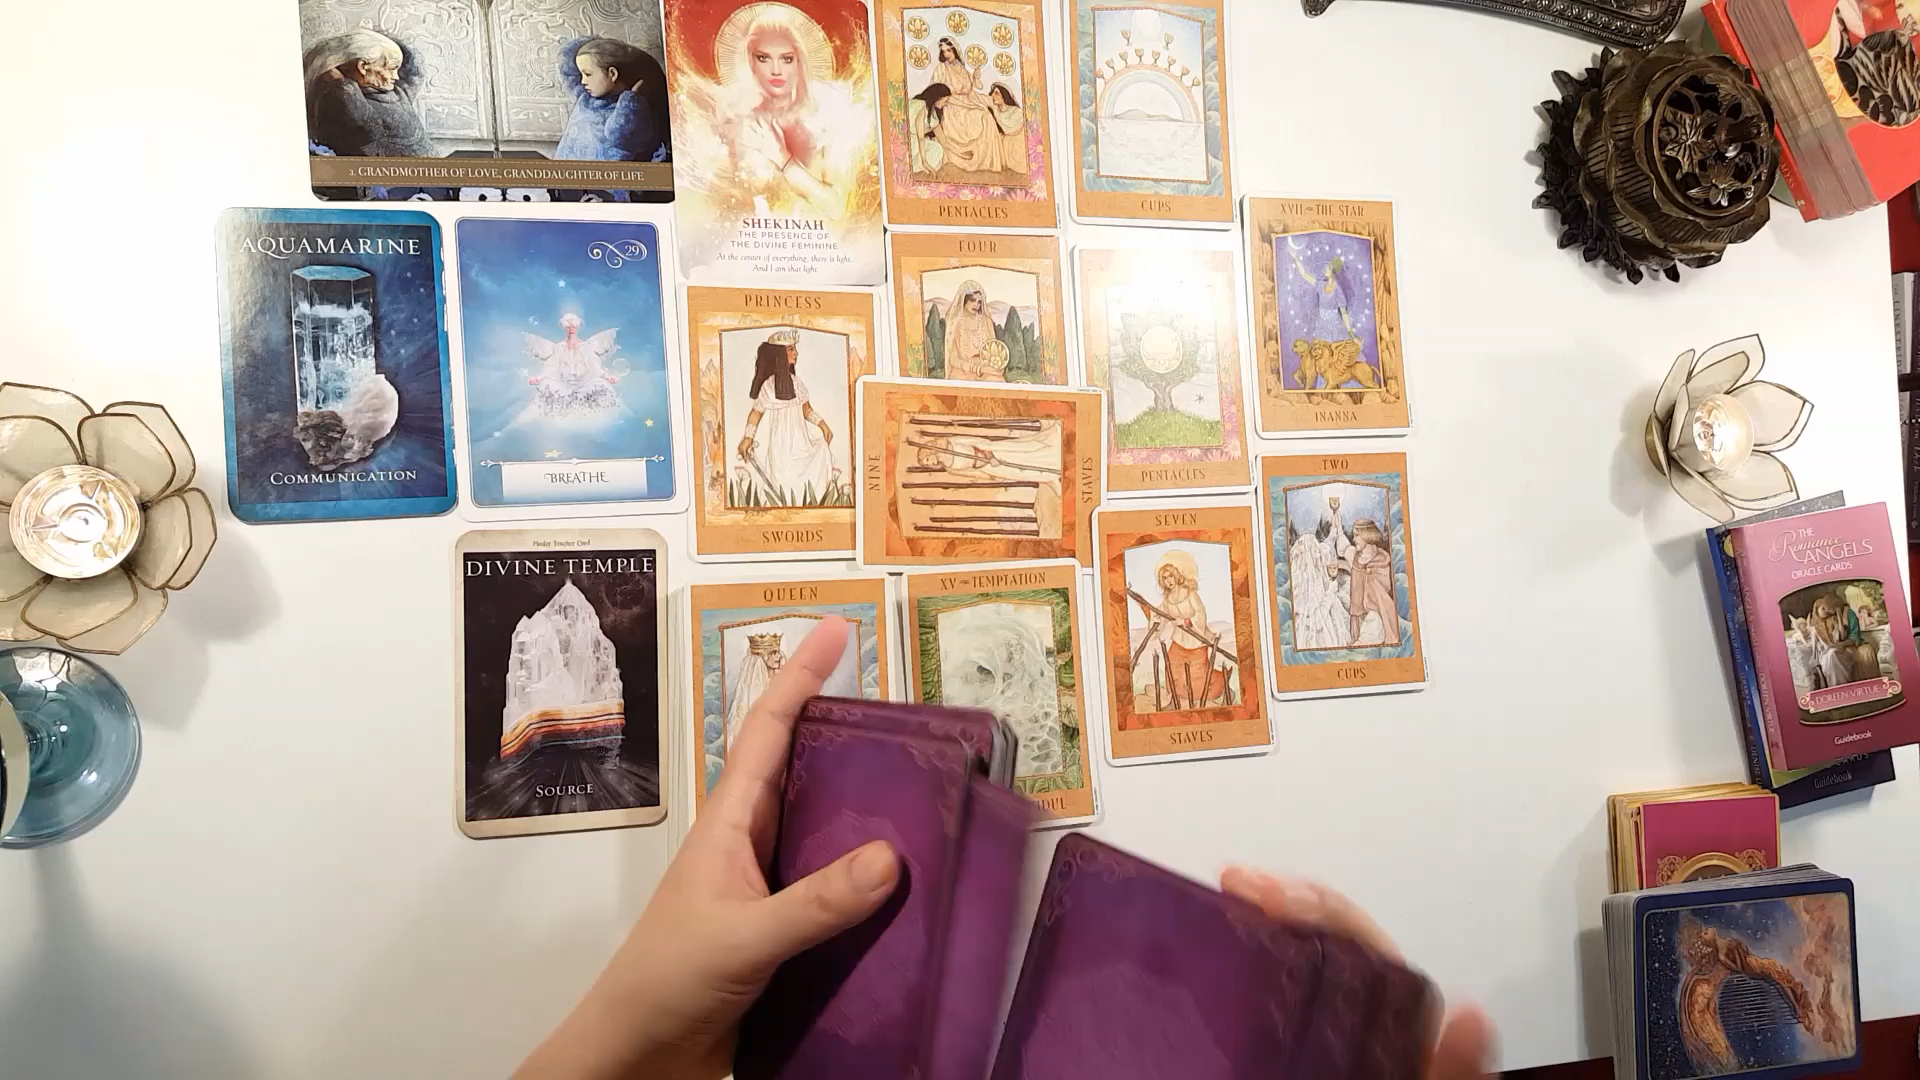 3. GRANDMOTHER OF LOVE, GRANDDAUGHTER OF LIFE
SHEKINAH
THE PRESENCE OF
THE DIVINE FEMININE
At the center of everything, there is light.
And I am that light.
PENTACLES
CUPS
AQUAMARINE
COMMUNICATION
29
BREATHE
PRINCESS
SWORDS
FOUR
PENTACLES
XVII THE STAR
INANNA
NINE
STAVES
SEVEN
STAVES
TWO
CUPS
Master Teacher Card
DIVINE TEMPLE
SOURCE
QUEEN
XV TEMPTATION
THE
Romance
ANGELS
ORACLE CARDS
DOREEN VIRTUE
Guidebook
Guidebook